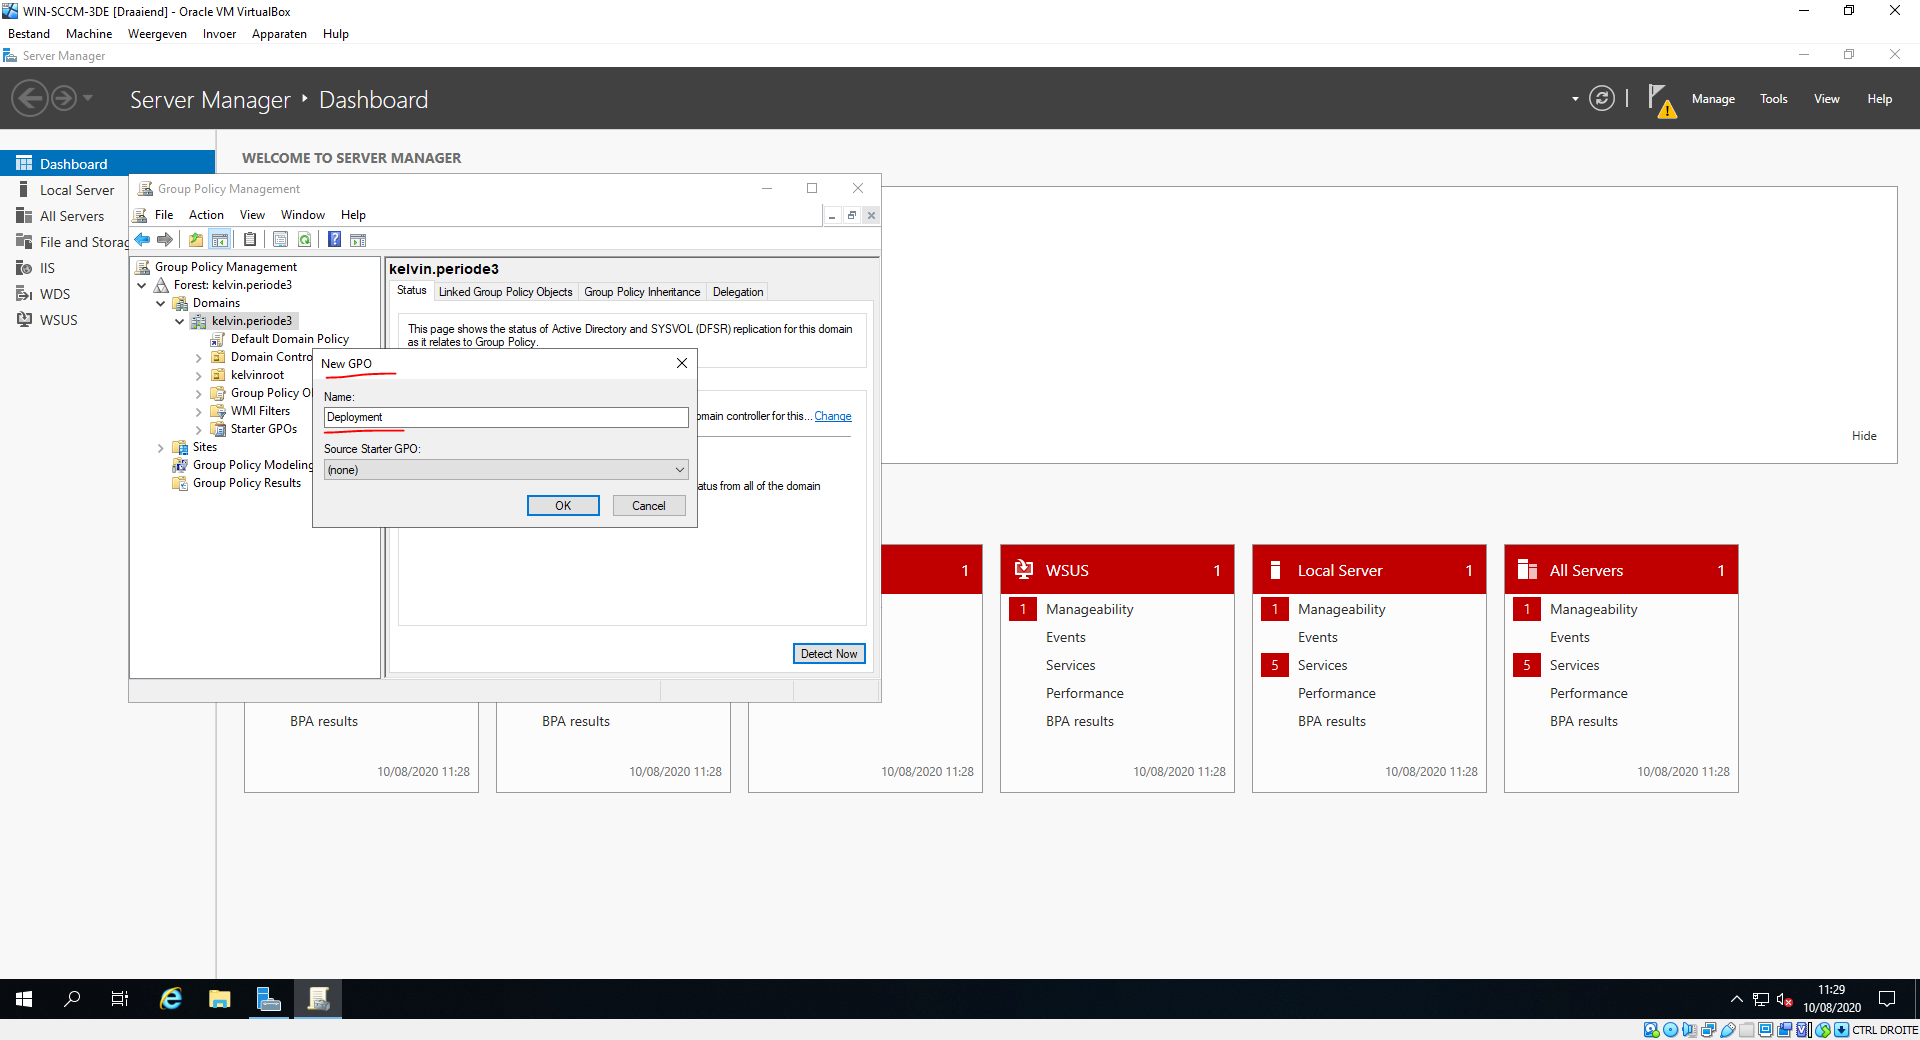 WIN-SCCM-3DE [Draaiend] - Oracle VM VirtualBox
Bestand Machine Weergeven Invoer Apparaten Hulp
Server Manager
Server Manager Dashboard
Manage Tools View Help
Dashboard
Local Server
All Servers
File and Storag
IIS
WDS
WSUS
WELCOME TO SERVER MANAGER
Group Policy Management
File Action View Window Help
Group Policy Management
Forest: kelvin.periode3
Domains
kelvin.periode3
Default Domain Policy
Domain Contro
kelvinroot
Group Policy O
WMI Filters
Starter GPOs
Sites
Group Policy Modeling
Group Policy Results
kelvin.periode3
Status Linked Group Policy Objects Group Policy Inheritance Delegation
This page shows the status of Active Directory and SYSVOL (DFSR) replication for this domain
as it relates to Group Policy.
omain controller for this... Change
atus from all of the domain
Detect Now
New GPO
Name:
Deployment
Source Starter GPO:
(none)
OK Cancel
Hide
BPA results
10/08/2020 11:28
BPA results
10/08/2020 11:28
1
10/08/2020 11:28
WSUS 1
1 Manageability
Events
Services
Performance
BPA results
10/08/2020 11:28
Local Server 1
1 Manageability
Events
5 Services
Performance
BPA results
10/08/2020 11:28
All Servers 1
1 Manageability
Events
5 Services
Performance
BPA results
10/08/2020 11:28
11:29
10/08/2020
CTRL DROITE